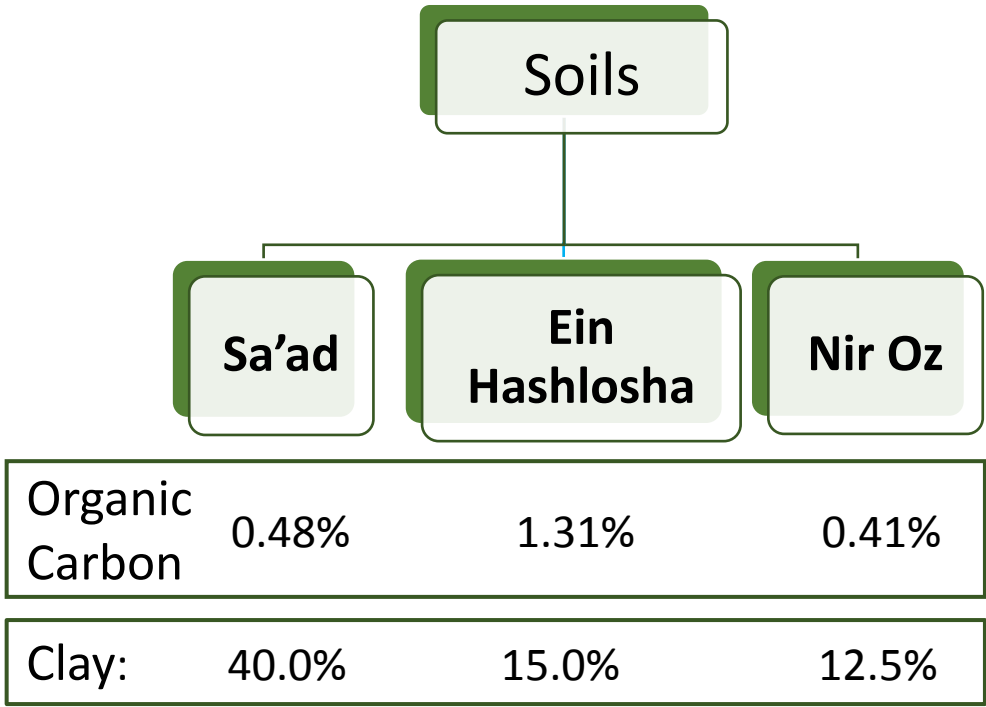 Soils
Sa’ad
Ein
Hashlosha
Nir Oz
Organic
Carbon
0.48% 1.31% 0.41%
Clay: 40.0% 15.0% 12.5%